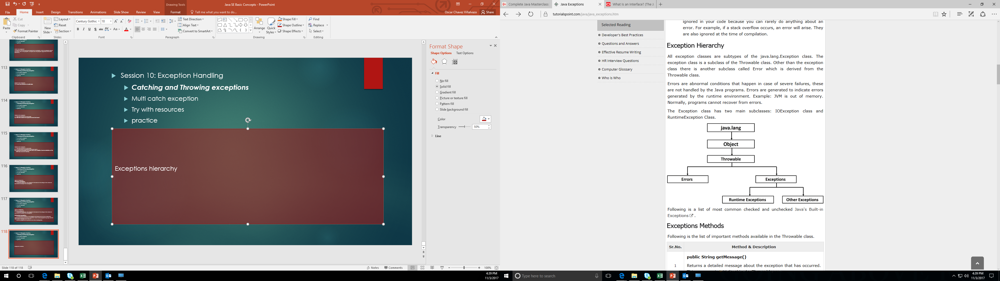 Drawing Tools
Java SE Basic Concepts - PowerPoint
File Home Insert Design Transitions Animations Slide Show Review View Format Tell me what you want to do...
Oscar Chavez Villalvazo Share
Paste
Cut
Copy
Format Painter
Clipboard
New
Slide
Layout
Reset
Section
Slides
Century Gothic 18
B I U S abc AV Aa A
Font
Text Direction
Align Text
Convert to SmartArt
Paragraph
Arrange
Quick
Styles
Shape Fill
Shape Outline
Shape Effects
Drawing
Find
Replace
Select
Editing
113
114
115
116
117
118
Session 10: Exception Handling
Catching and Throwing exceptions
Multi catch exception
Try with resources
practice
Exceptions hierarchy
Format Shape
Shape Options Text Options
Fill
No fill
Solid fill
Gradient fill
Picture or texture fill
Pattern fill
Slide background fill
Color
Transparency 50%
Line
Slide 118 of 118
Notes Comments 100%
4:39 PM
11/3/2017
Complete Java Masterclass
Java Exceptions
What Is an Interface? (The J
tutorialspoint.com/java/java_exceptions.htm
Selected Reading
Developer's Best Practices
Questions and Answers
Effective Resume Writing
HR Interview Questions
Computer Glossary
Who is Who
ignored in your code because you can rarely do anything about an
error. For example, if a stack overflow occurs, an error will arise. They
are also ignored at the time of compilation.
Exception Hierarchy
All exception classes are subtypes of the java.lang.Exception class. The
exception class is a subclass of the Throwable class. Other than the exception
class there is another subclass called Error which is derived from the
Throwable class.
Errors are abnormal conditions that happen in case of severe failures, these
are not handled by the Java programs. Errors are generated to indicate errors
generated by the runtime environment. Example: JVM is out of memory.
Normally, programs cannot recover from errors.
The Exception class has two main subclasses: IOException class and
RuntimeException Class.
java.lang
Object
Throwable
Errors Exceptions
Runtime Exceptions Other Exceptions
Following is a list of most common checked and unchecked Java's Built-in
Exceptions .
Exceptions Methods
Following is the list of important methods available in the Throwable class.
Sr.No. Method & Description
public String getMessage()
1 Returns a detailed message about the exception that has occurred.
Type here to search
4:39 PM
11/3/2017